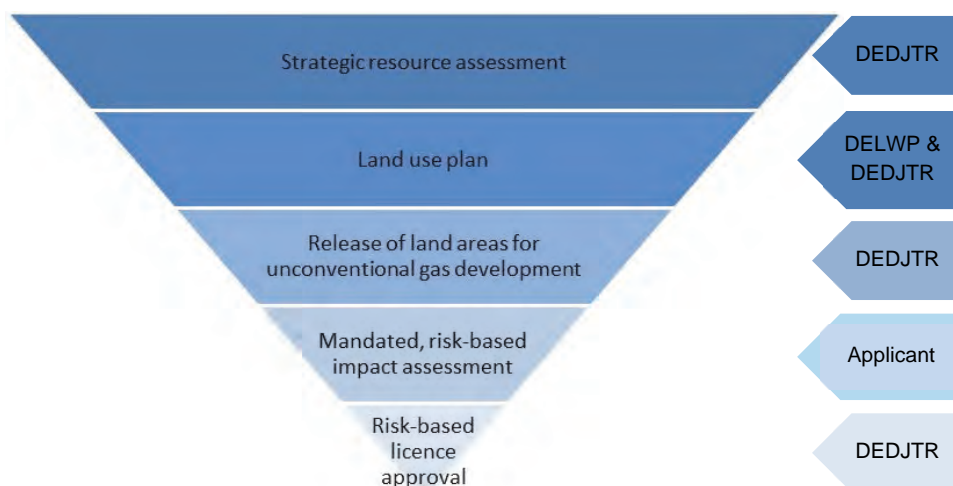 Strategic resource assessment
DEDJTR
Land use plan
DELWP &
DEDJTR
Release of land areas for
unconventional gas development
DEDJTR
Mandated, risk-based
impact assessment
Applicant
Risk-based
licence
approval
DEDJTR